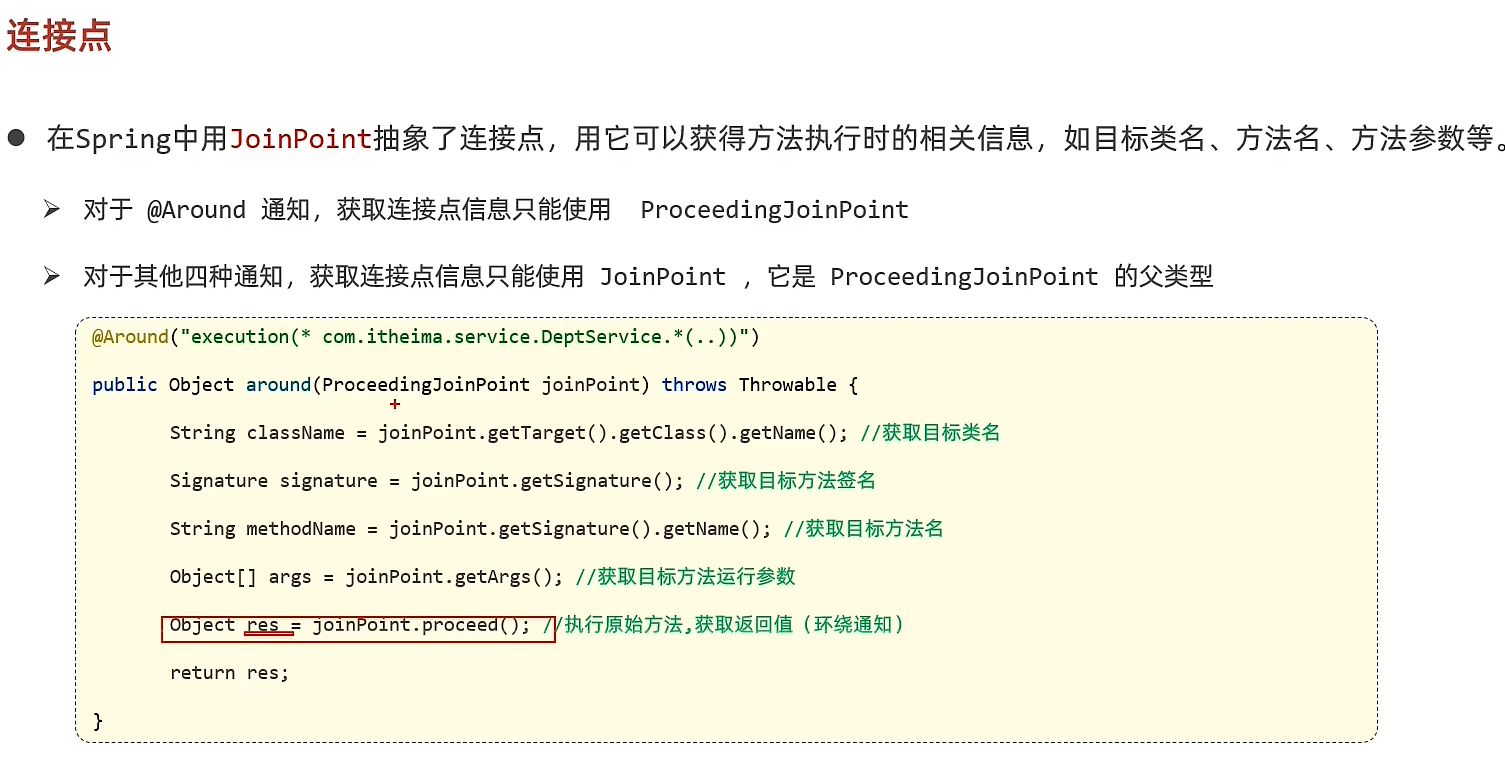 连接点
● 在Spring中用JoinPoint抽象了连接点，用它可以获得方法执行时的相关信息，如目标类名、方法名、方法参数等。
➢ 对于 @Around 通知，获取连接点信息只能使用 ProceedingJoinPoint
➢ 对于其他四种通知，获取连接点信息只能使用 JoinPoint ，它是 ProceedingJoinPoint 的父类型
@Around("execution(* com.itheima.service.DeptService.*(..))")
public Object around(ProceedingJoinPoint joinPoint) throws Throwable {
String className = joinPoint.getTarget().getClass().getName(); //获取目标类名
Signature signature = joinPoint.getSignature(); //获取目标方法签名
String methodName = joinPoint.getSignature().getName(); //获取目标方法名
Object[] args = joinPoint.getArgs(); //获取目标方法运行参数
Object res = joinPoint.proceed(); //执行原始方法,获取返回值（环绕通知）
return res;
}